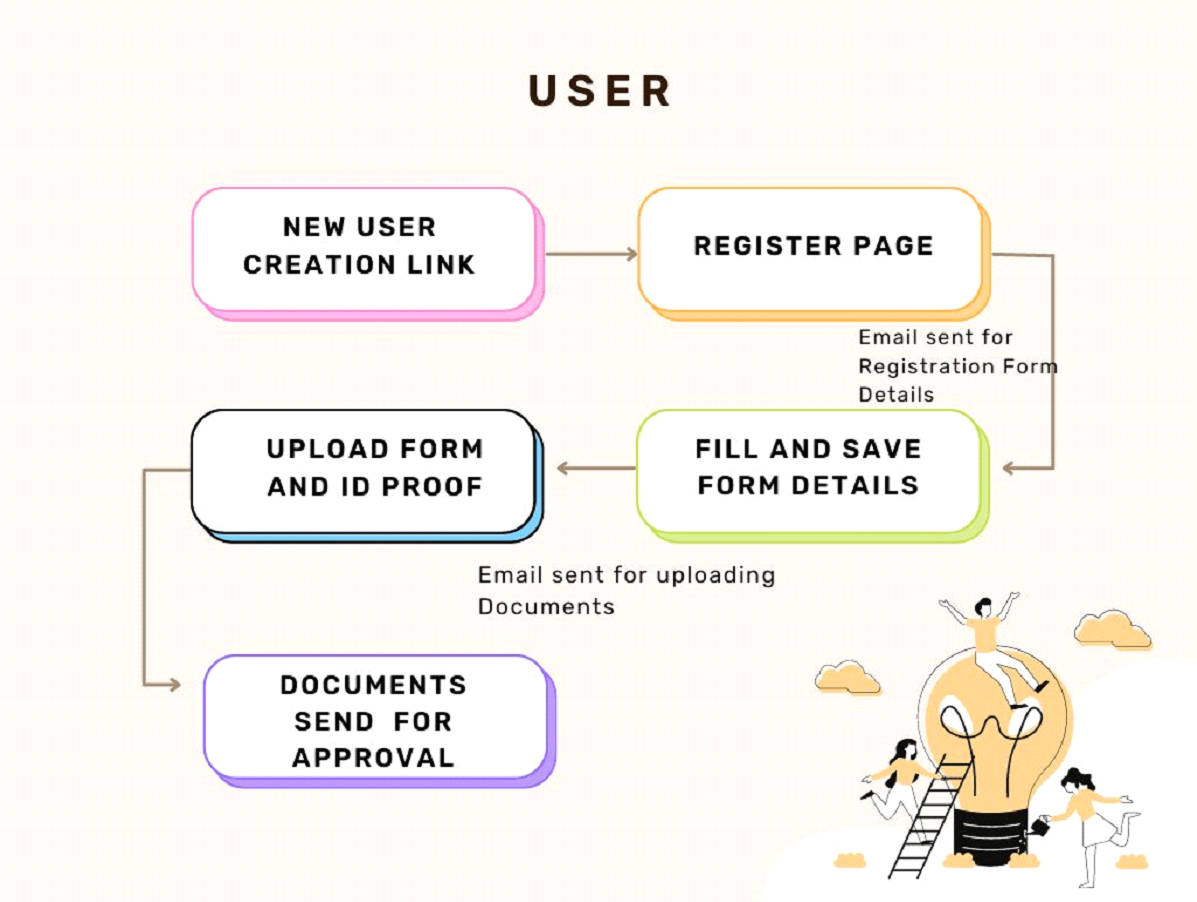 USER
NEW USER
CREATION LINK
REGISTER PAGE
Email sent for
Registration Form
Details
UPLOAD FORM
AND ID PROOF
FILL AND SAVE
FORM DETAILS
Email sent for uploading
Documents
DOCUMENTS
SEND FOR
APPROVAL